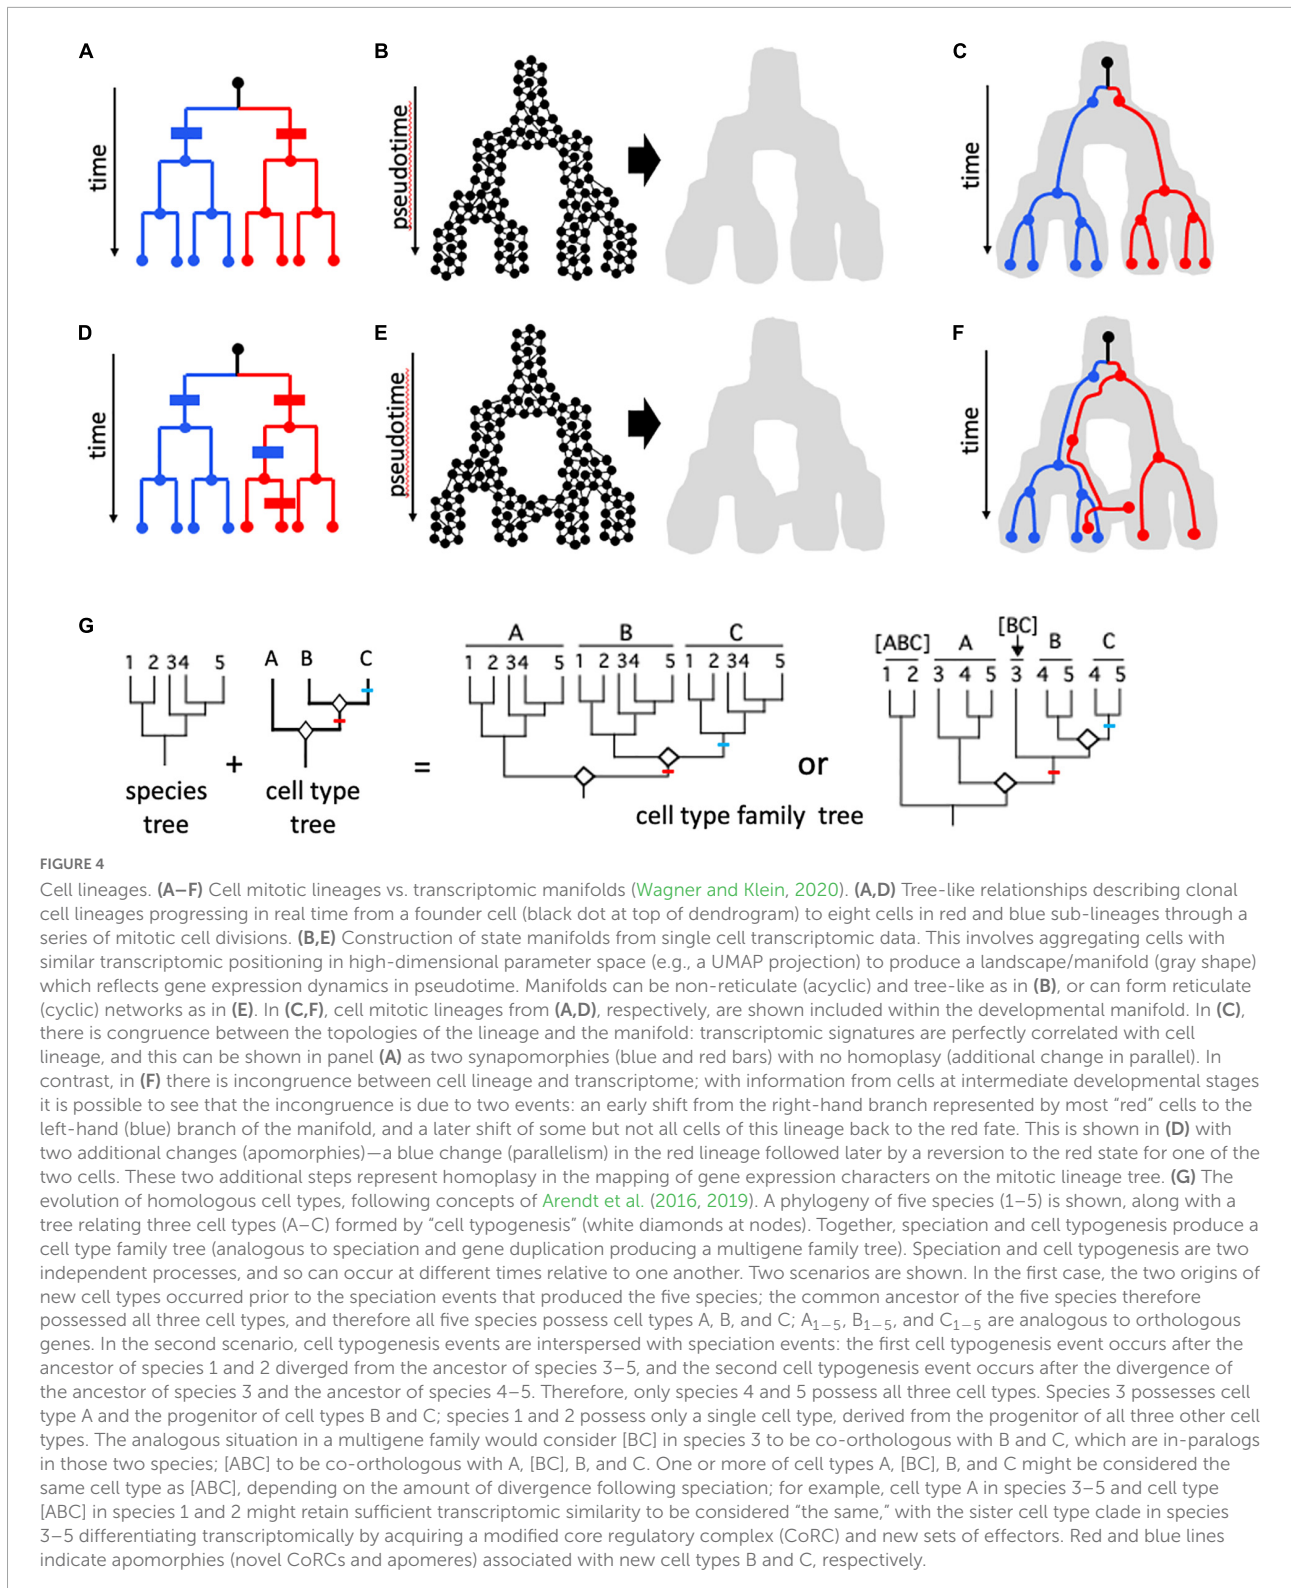 A
B
C
time
pseudotime
time
D
E
F
time
pseudotime
time
G
1 2 3 4 5
A B C
A B C
1 2 3 4 5 1 2 3 4 5 1 2 3 4 5
[ABC] A [BC] B C
1 2 3 4 5 3 4 5 4 5
+
=
or
species
tree
cell type
tree
cell type family tree
FIGURE 4
Cell lineages. (A–F) Cell mitotic lineages vs. transcriptomic manifolds (Wagner and Klein, 2020). (A,D) Tree-like relationships describing clonal
cell lineages progressing in real time from a founder cell (black dot at top of dendrogram) to eight cells in red and blue sub-lineages through a
series of mitotic cell divisions. (B,E) Construction of state manifolds from single cell transcriptomic data. This involves aggregating cells with
similar transcriptomic positioning in high-dimensional parameter space (e.g., a UMAP projection) to produce a landscape/manifold (gray shape)
which reflects gene expression dynamics in pseudotime. Manifolds can be non-reticulate (acyclic) and tree-like as in (B), or can form reticulate
(cyclic) networks as in (E). In (C,F), cell mitotic lineages from (A,D), respectively, are shown included within the developmental manifold. In (C),
there is congruence between the topologies of the lineage and the manifold: transcriptomic signatures are perfectly correlated with cell
lineage, and this can be shown in panel (A) as two synapomorphies (blue and red bars) with no homoplasy (additional change in parallel). In
contrast, in (F) there is incongruence between cell lineage and transcriptome; with information from cells at intermediate developmental stages
it is possible to see that the incongruence is due to two events: an early shift from the right-hand branch represented by most “red” cells to the
left-hand (blue) branch of the manifold, and a later shift of some but not all cells of this lineage back to the red fate. This is shown in (D) with
two additional changes (apomorphies)—a blue change (parallelism) in the red lineage followed later by a reversion to the red state for one of the
two cells. These two additional steps represent homoplasy in the mapping of gene expression characters on the mitotic lineage tree. (G) The
evolution of homologous cell types, following concepts of Arendt et al. (2016, 2019). A phylogeny of five species (1–5) is shown, along with a
tree relating three cell types (A–C) formed by “cell typogenesis” (white diamonds at nodes). Together, speciation and cell typogenesis produce a
cell type family tree (analogous to speciation and gene duplication producing a multigene family tree). Speciation and cell typogenesis are two
independent processes, and so can occur at different times relative to one another. Two scenarios are shown. In the first case, the two origins of
new cell types occurred prior to the speciation events that produced the five species; the common ancestor of the five species therefore
possessed all three cell types, and therefore all five species possess cell types A, B, and C; A1–5, B1–5, and C1–5 are analogous to orthologous
genes. In the second scenario, cell typogenesis events are interspersed with speciation events: the first cell typogenesis event occurs after the
ancestor of species 1 and 2 diverged from the ancestor of species 3–5, and the second cell typogenesis event occurs after the divergence of
the ancestor of species 3 and the ancestor of species 4–5. Therefore, only species 4 and 5 possess all three cell types. Species 3 possesses cell
type A and the progenitor of cell types B and C; species 1 and 2 possess only a single cell type, derived from the progenitor of all three other cell
types. The analogous situation in a multigene family would consider [BC] in species 3 to be co-orthologous with B and C, which are in-paralogs
in those two species; [ABC] to be co-orthologous with A, [BC], B, and C. One or more of cell types A, [BC], B, and C might be considered the
same cell type as [ABC], depending on the amount of divergence following speciation; for example, cell type A in species 3–5 and cell type
[ABC] in species 1 and 2 might retain sufficient transcriptomic similarity to be considered “the same,” with the sister cell type clade in species
3–5 differentiating transcriptomically by acquiring a modified core regulatory complex (CoRC) and new sets of effectors. Red and blue lines
indicate apomorphies (novel CoRCs and apomeres) associated with new cell types B and C, respectively.